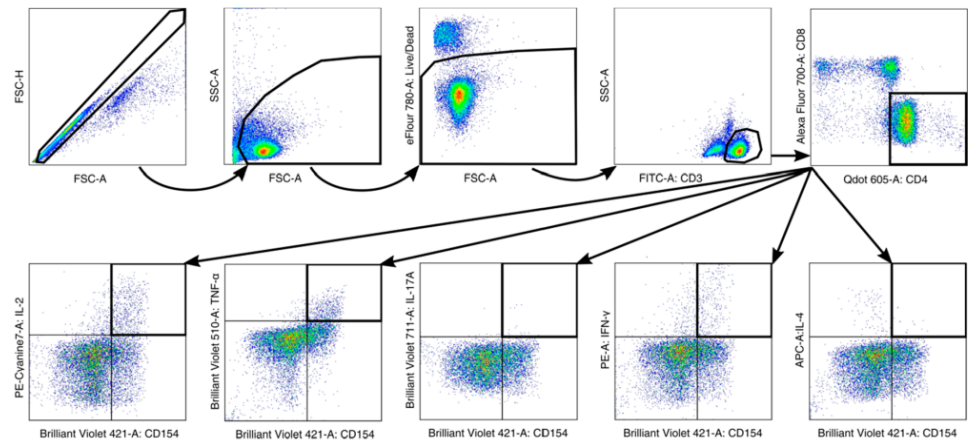 FSC-H
FSC-A
SSC-A
FSC-A
eFlour 780-A: Live/Dead
FSC-A
SSC-A
FITC-A: CD3
Alexa Fluor 700-A: CD8
Qdot 605-A: CD4
PE-Cyanine7-A: IL-2
Brilliant Violet 421-A: CD154
Brilliant Violet 510-A: TNF-α
Brilliant Violet 421-A: CD154
Brilliant Violet 711-A: IL-17A
Brilliant Violet 421-A: CD154
PE-A: IFN-γ
Brilliant Violet 421-A: CD154
APC-A:IL-4
Brilliant Violet 421-A: CD154